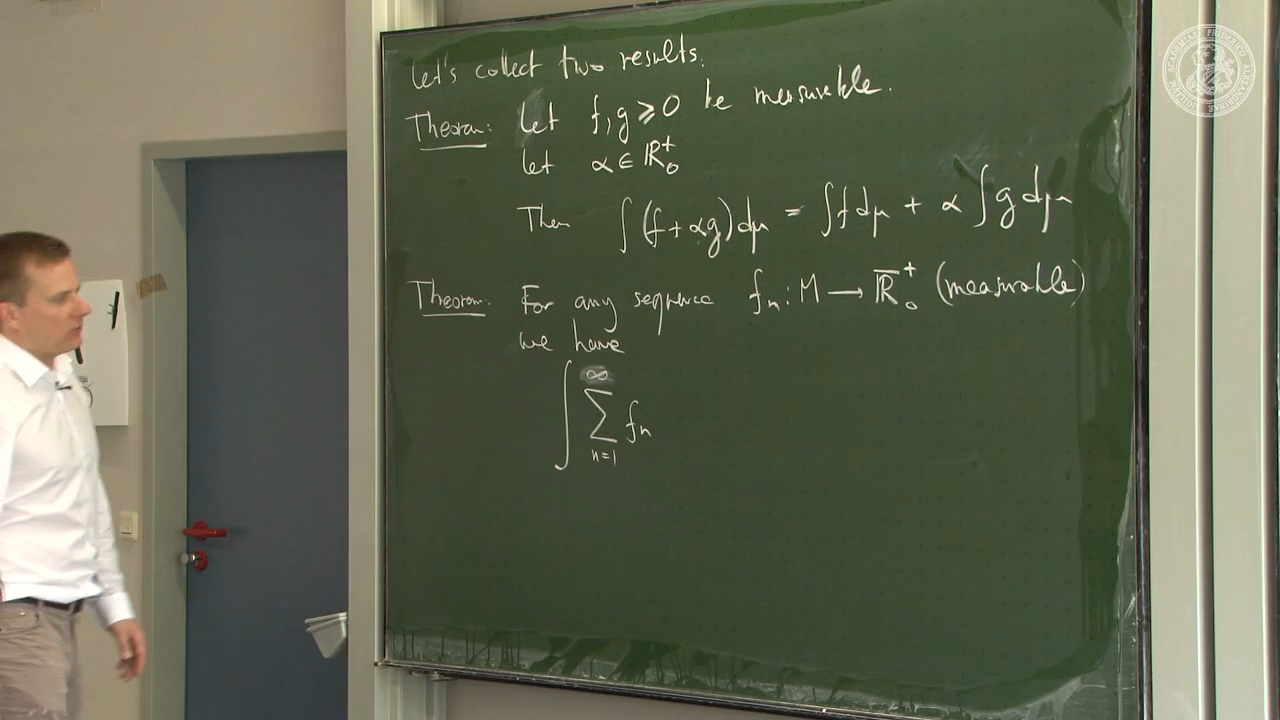 Let's collect two results.
Theorem: Let f, g ⩾ 0 be measurable.
Let α ∈ ℝ₀⁺
Then ∫(f + αg)dμ = ∫f dμ + α ∫g dμ
Theorem: For any sequence fₙ : M → ℝ̅₀⁺ (measurable)
we have
∫ ∑ₙ₌₁^∞ fₙ